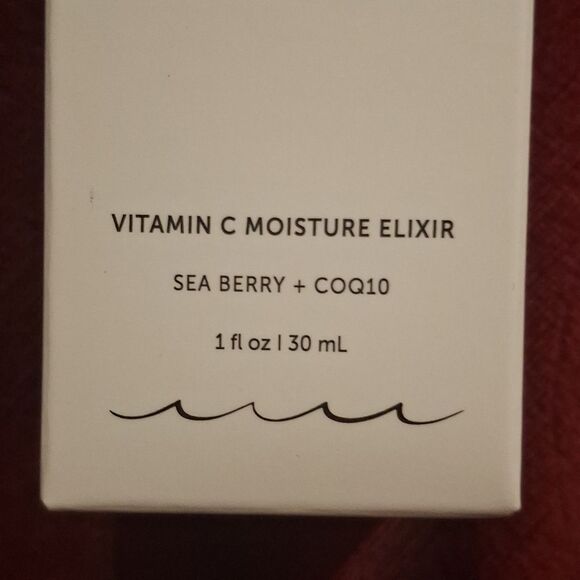 VITAMIN C MOISTURE ELIXIR
SEA BERRY + COQ10
1 fl oz | 30 mL